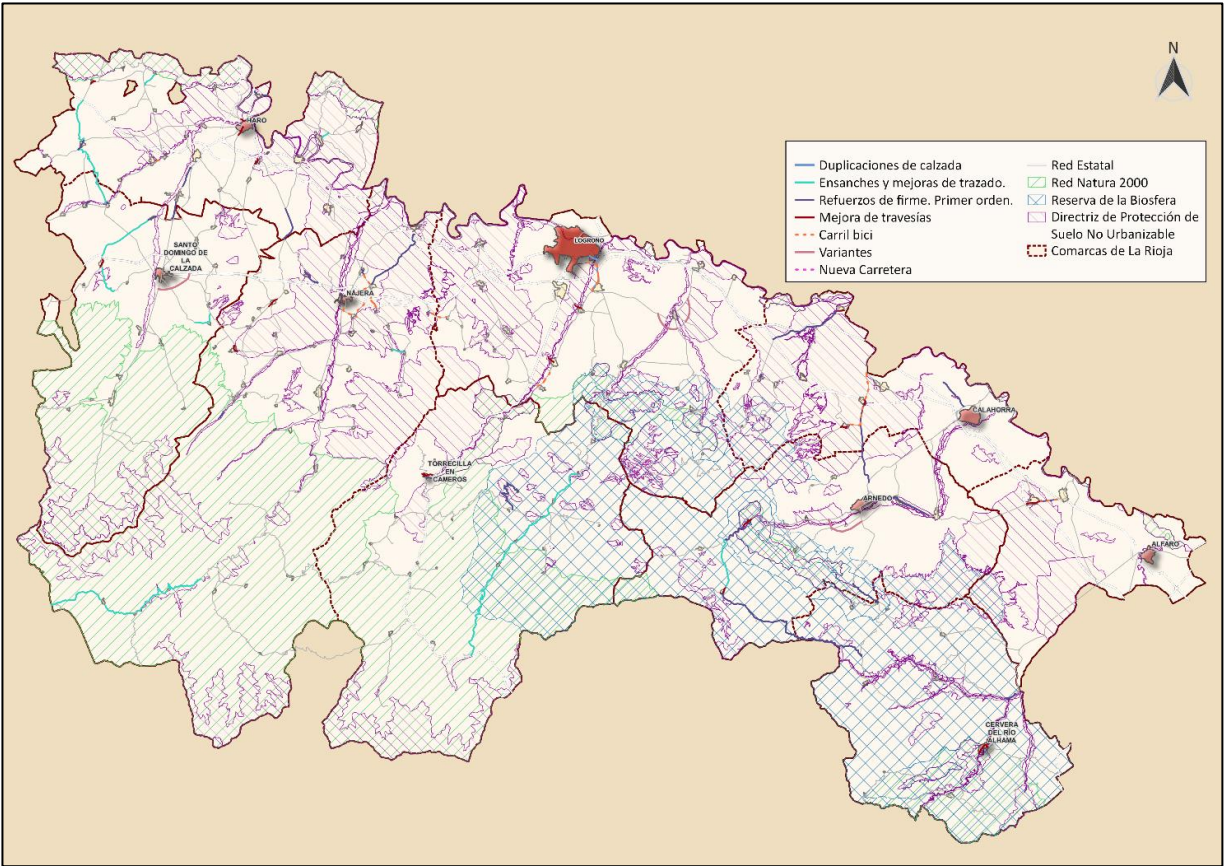 N
HARO
SANTO
DOMINGO DE
LA
CALZADA
NÁJERA
LOGROÑO
TORRECILLA
EN
CAMEROS
CALAHORRA
ARNEDO
ALFARO
CERVERA
DEL RÍO
ALHAMA
Duplicaciones de calzada
Ensanches y mejoras de trazado.
Refuerzos de firme. Primer orden.
Mejora de travesías
Carril bici
Variantes
Nueva Carretera
Red Estatal
Red Natura 2000
Reserva de la Biosfera
Directriz de Protección de
Suelo No Urbanizable
Comarcas de La Rioja